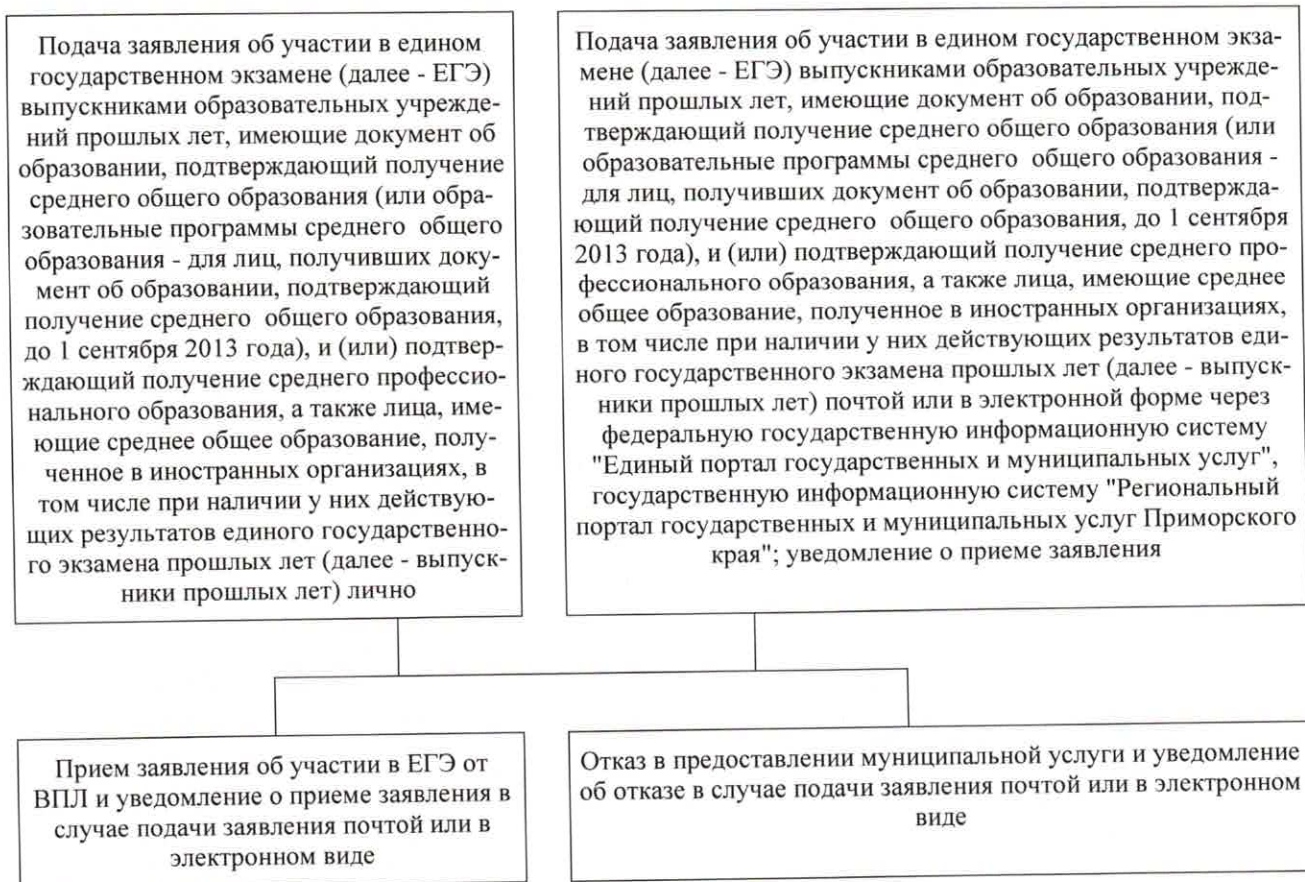 Подача заявления об участии в едином
государственном экзамене (далее - ЕГЭ)
выпускниками образовательных учрежде-
ний прошлых лет, имеющие документ об
образовании, подтверждающий получение
среднего общего образования (или обра-
зовательные программы среднего  общего
образования - для лиц, получивших доку-
мент об образовании, подтверждающий
получение среднего  общего образования,
до 1 сентября 2013 года), и (или) подтвер-
ждающий получение среднего профессио-
нального образования, а также лица, име-
ющие среднее общее образование, полу-
ченное в иностранных организациях, в
том числе при наличии у них действую-
щих результатов единого государственно-
го экзамена прошлых лет (далее - выпуск-
ники прошлых лет) лично
Подача заявления об участии в едином государственном экза-
мене (далее - ЕГЭ) выпускниками образовательных учрежде-
ний прошлых лет, имеющие документ об образовании, под-
тверждающий получение среднего общего образования (или
образовательные программы среднего  общего образования -
для лиц, получивших документ об образовании, подтвержда-
ющий получение среднего  общего образования, до 1 сентября
2013 года), и (или) подтверждающий получение среднего про-
фессионального образования, а также лица, имеющие среднее
общее образование, полученное в иностранных организациях,
в том числе при наличии у них действующих результатов еди-
ного государственного экзамена прошлых лет (далее - выпуск-
ники прошлых лет) почтой или в электронной форме через
федеральную государственную информационную систему
"Единый портал государственных и муниципальных услуг",
государственную информационную систему "Региональный
портал государственных и муниципальных услуг Приморского
края"; уведомление о приеме заявления
Прием заявления об участии в ЕГЭ от
ВПЛ и уведомление о приеме заявления в
случае подачи заявления почтой или в
электронном виде
Отказ в предоставлении муниципальной услуги и уведомление
об отказе в случае подачи заявления почтой или в электронном
виде